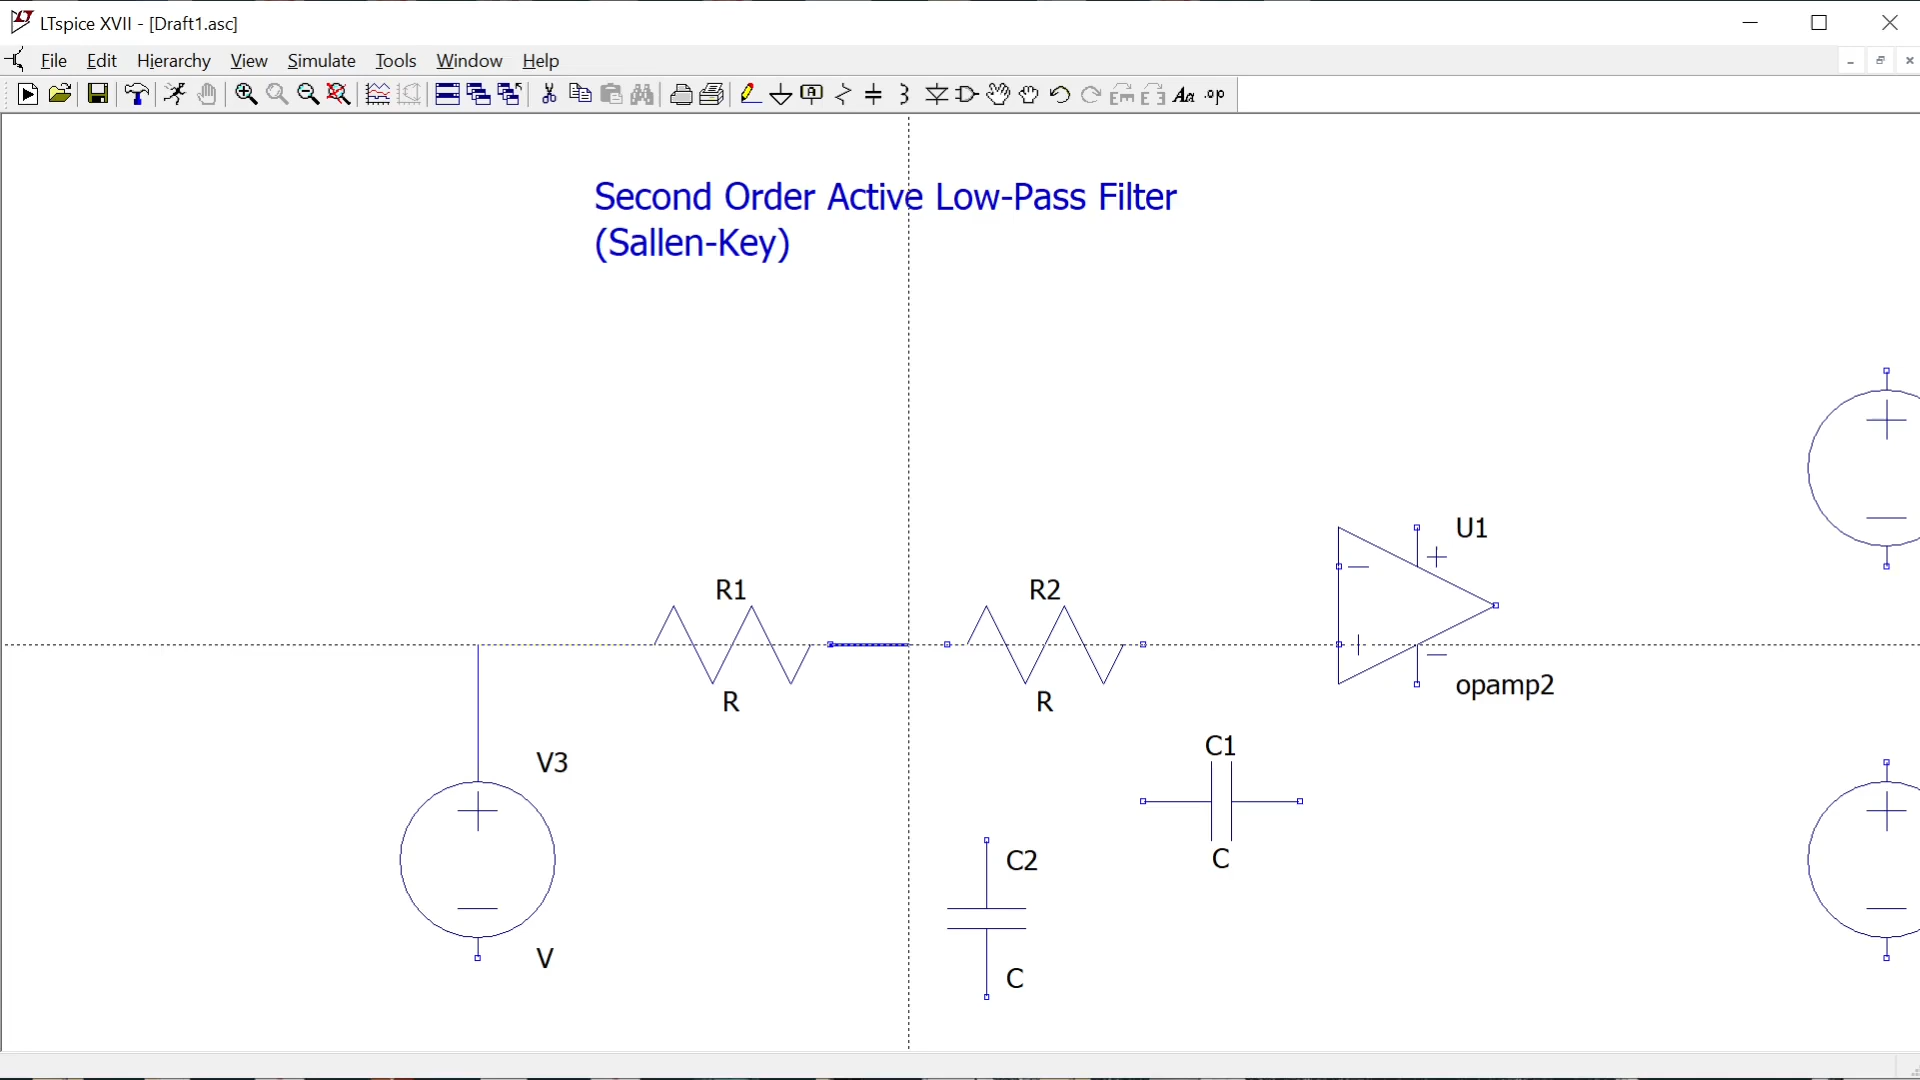 LTspice XVII - [Draft1.asc]
File Edit Hierarchy View Simulate Tools Window Help
Second Order Active Low-Pass Filter
(Sallen-Key)
U1
R1
R2
R
R
opamp2
C1
V3
C2
C
V
C